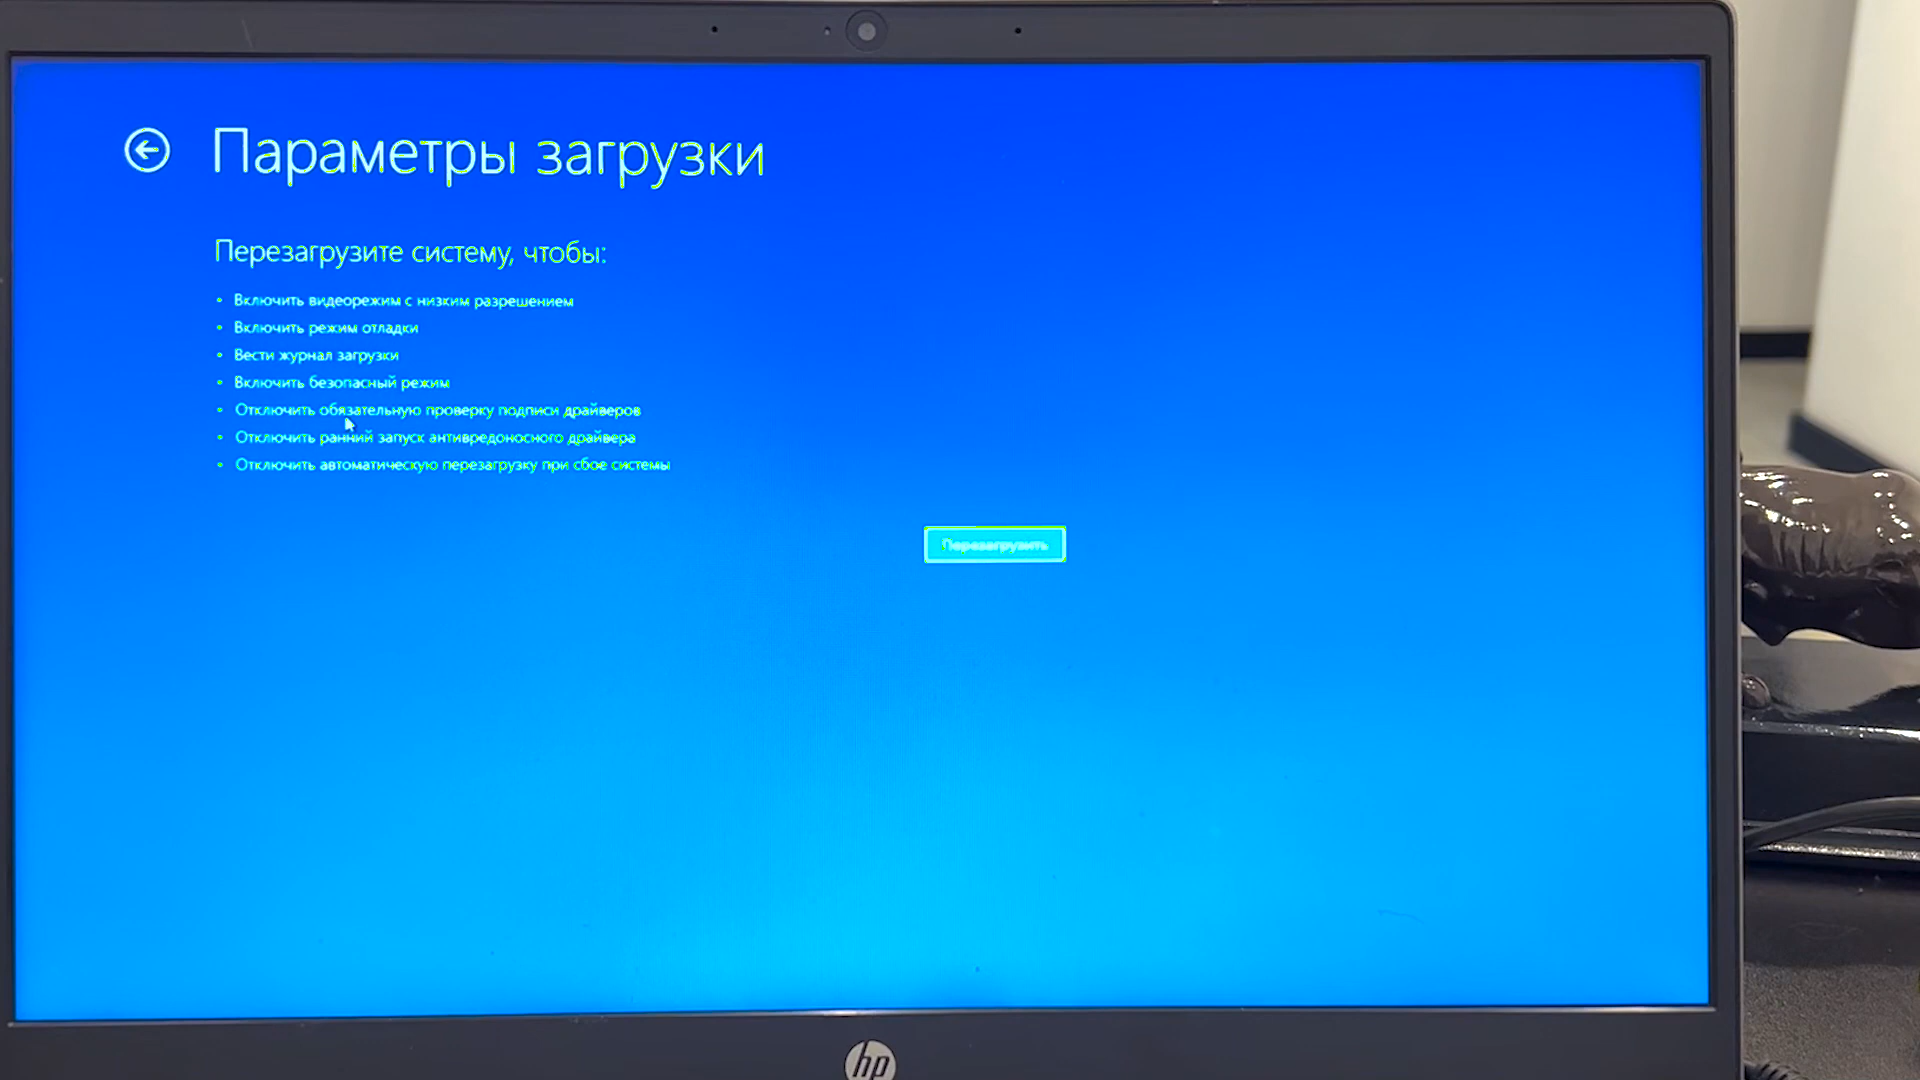 Параметры загрузки
Перезагрузите систему, чтобы:
• Включить видеорежим с низким разрешением
• Включить режим отладки
• Вести журнал загрузки
• Включить безопасный режим
• Отключить обязательную проверку подписи драйверов
• Отключить ранний запуск антивредоносного драйвера
• Отключить автоматическую перезагрузку при сбое системы
Перезагрузить
hp